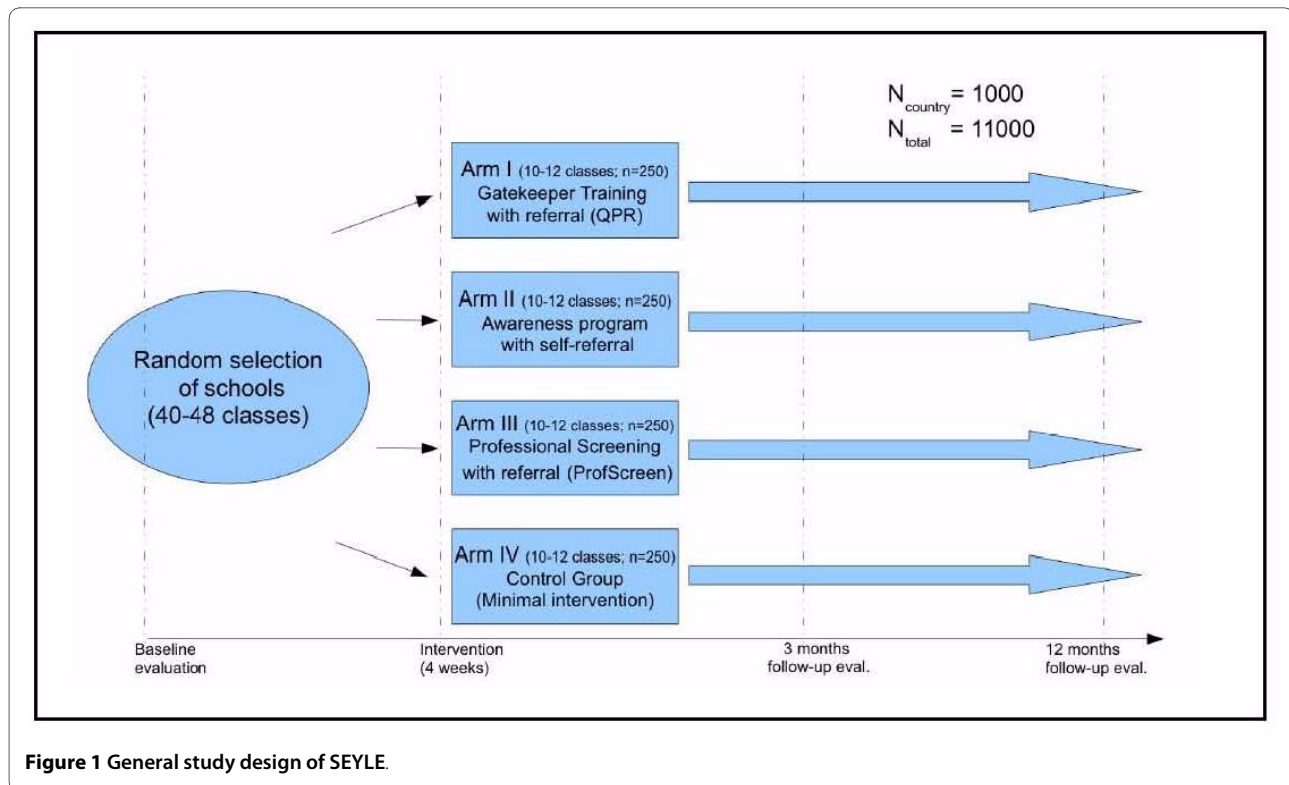 N country = 1000
N total = 11000
Arm I (10-12 classes; n=250)
Gatekeeper Training
with referral (QPR)
Arm II (10-12 classes; n=250)
Awareness program
with self-referral
Random selection
of schools
(40-48 classes)
Arm III (10-12 classes; n=250)
Professional Screening
with referral (ProfScreen)
Arm IV (10-12 classes; n=250)
Control Group
(Minimal intervention)
Baseline
evaluation
Intervention
(4 weeks)
3 months
follow-up eval.
12 months
follow-up eval.
Figure 1 General study design of SEYLE.